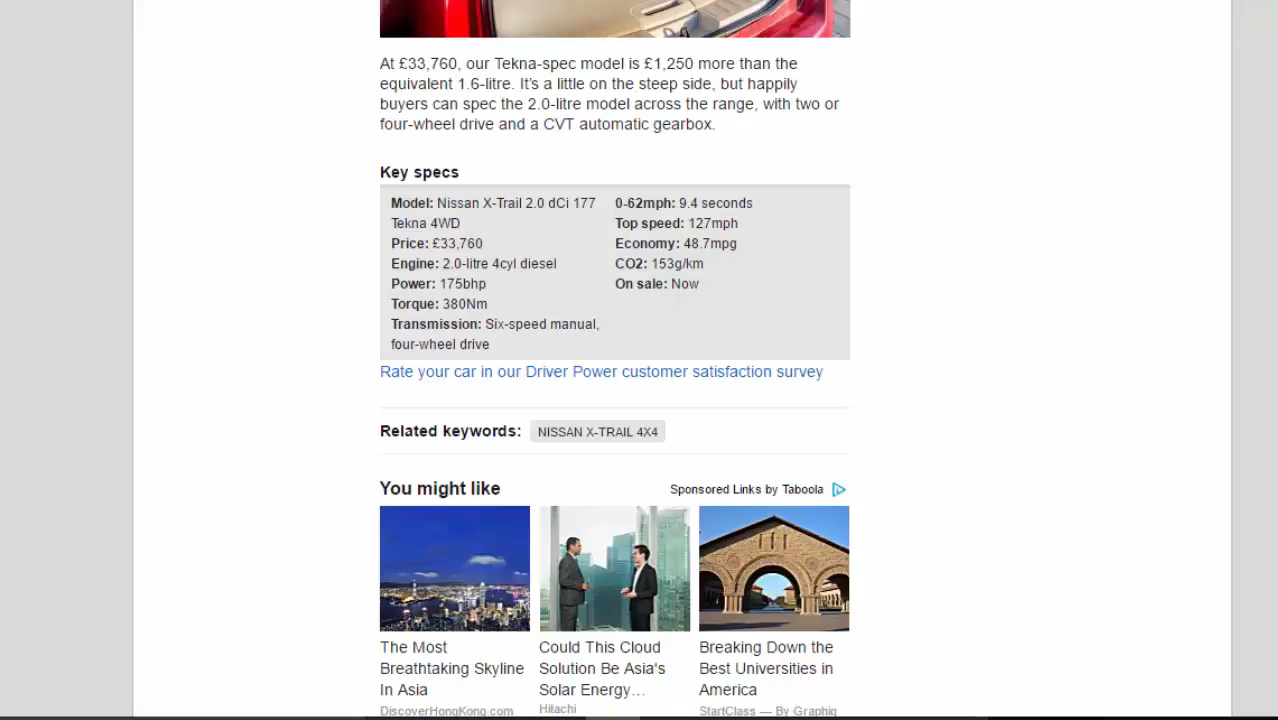 At £33,760, our Tekna-spec model is £1,250 more than the
equivalent 1.6-litre. It's a little on the steep side, but happily
buyers can spec the 2.0-litre model across the range, with two or
four-wheel drive and a CVT automatic gearbox.
Key specs
Model: Nissan X-Trail 2.0 dCi 177
Tekna 4WD
Price: £33,760
Engine: 2.0-litre 4cyl diesel
Power: 175bhp
Torque: 380Nm
Transmission: Six-speed manual,
four-wheel drive
0-62mph: 9.4 seconds
Top speed: 127mph
Economy: 48.7mpg
CO2: 153g/km
On sale: Now
Rate your car in our Driver Power customer satisfaction survey
Related keywords: NISSAN X-TRAIL 4X4
You might like
Sponsored Links by Taboola
The Most
Breathtaking Skyline
In Asia
DiscoverHongKong.com
Could This Cloud
Solution Be Asia's
Solar Energy…
Hitachi
Breaking Down the
Best Universities in
America
StartClass — By Graphiq